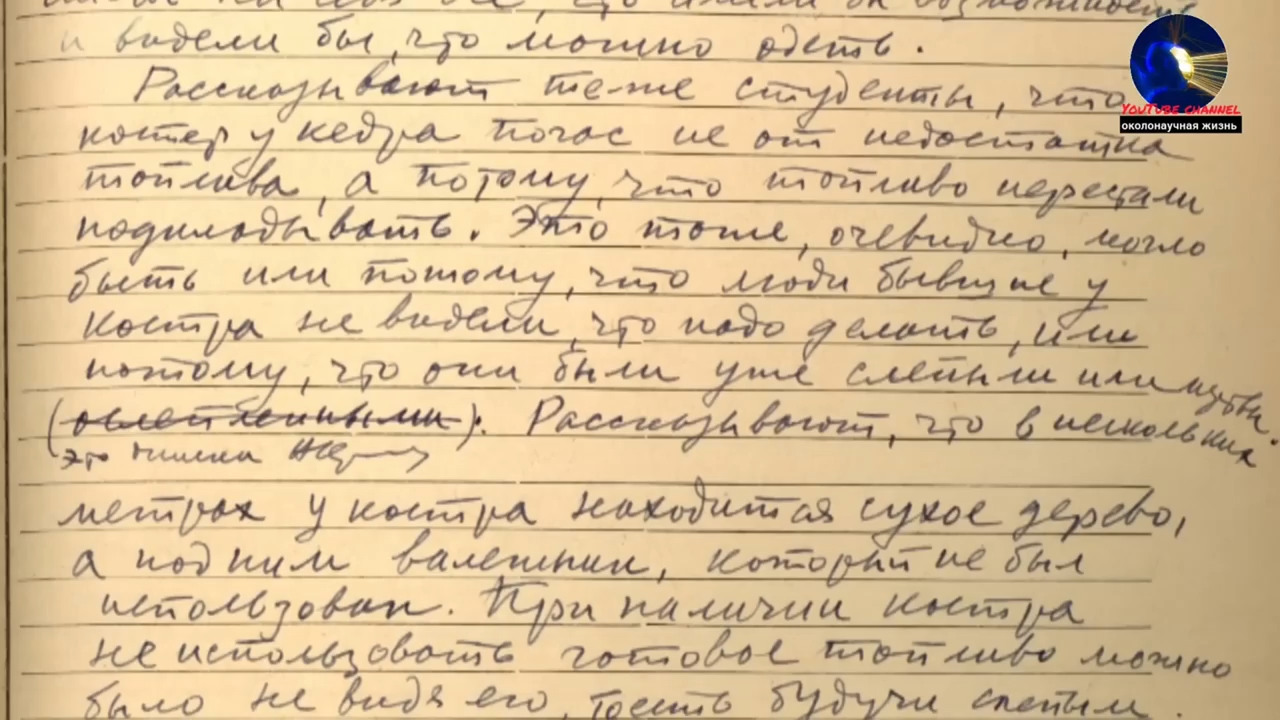 и видели бы, что можно одеть.
Рассказывают те-же студенты, что
YouTube channel
околонаучная жизнь
костер у кедра погас не от недостатка
топлива, а потому, что топливо перестали
подкладывать. Это тоже, очевидно, могло
быть или потому, что люди бывшие у
костра не видели, что надо делать, или
потому, что они были уже слепыми или
(ослепленными). Рассказывают, что в нескольких
это
метрах у костра находится сухое дерево,
а под ним валежник, который не был
использован. При наличии костра
не использовать готовое топливо можно
было не видя его, тоесть будучи слепым.